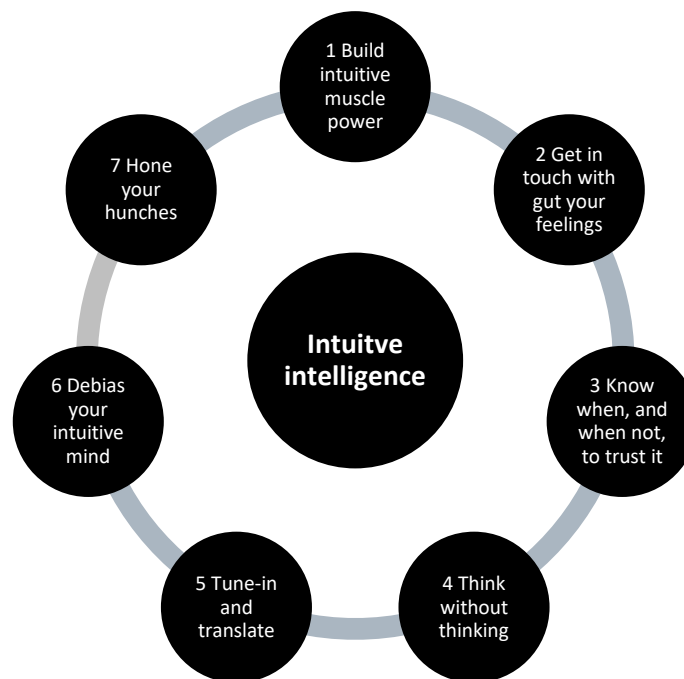 1 Build
intuitive
muscle
power
2 Get in
touch with
gut your
feelings
3 Know
when, and
when not,
to trust it
4 Think
without
thinking
5 Tune-in
and
translate
6 Debias
your
intuitive
mind
7 Hone
your
hunches
Intuitve
intelligence